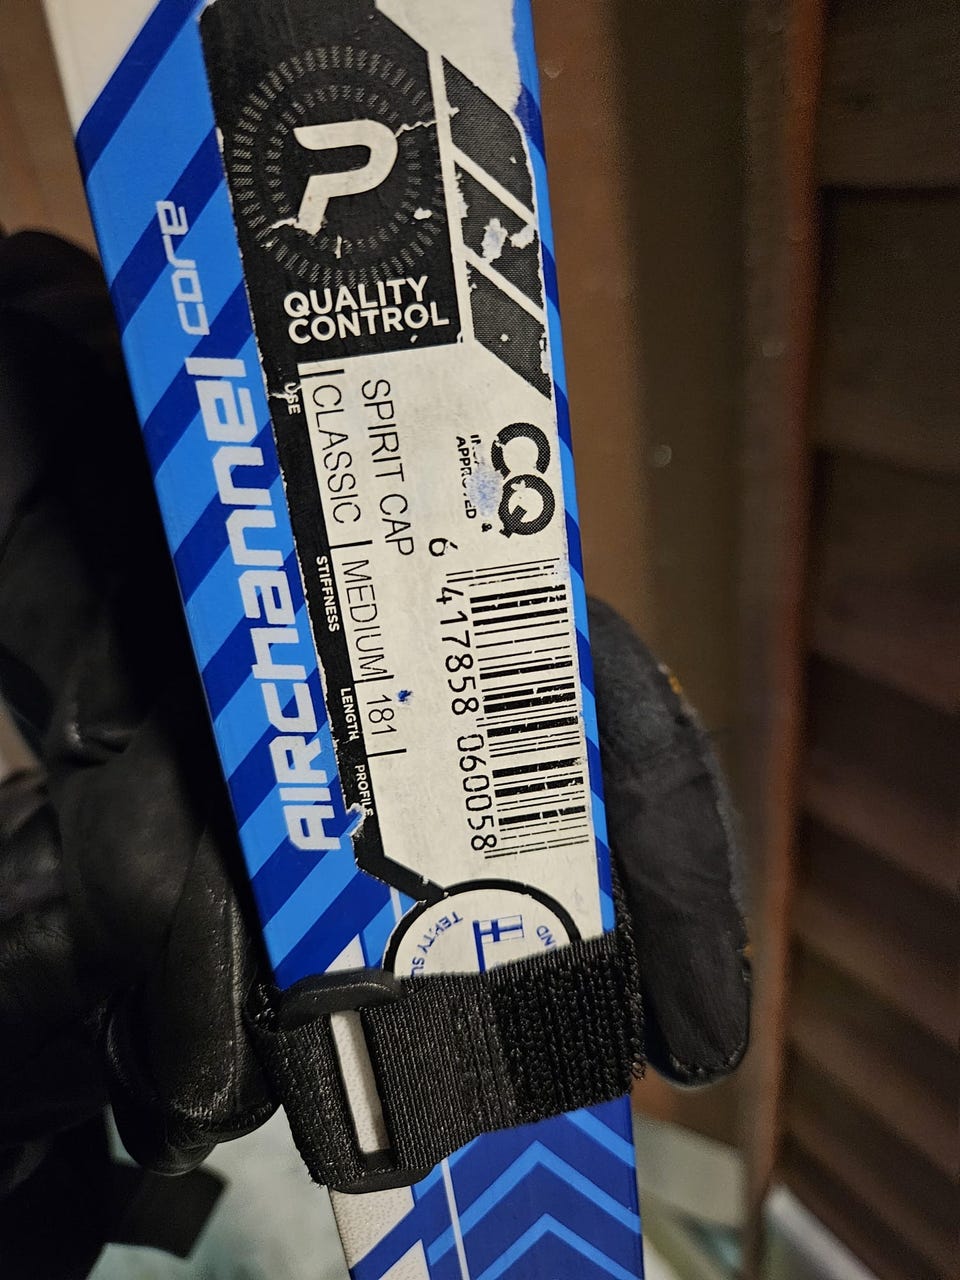 AIRchannel core
QUALITY
CONTROL
SPIRIT CAP
USE STIFFNESS LENGTH PROFILE
|CLASSIC | MEDIUM 181 |
CQ
&
6 417858 060058